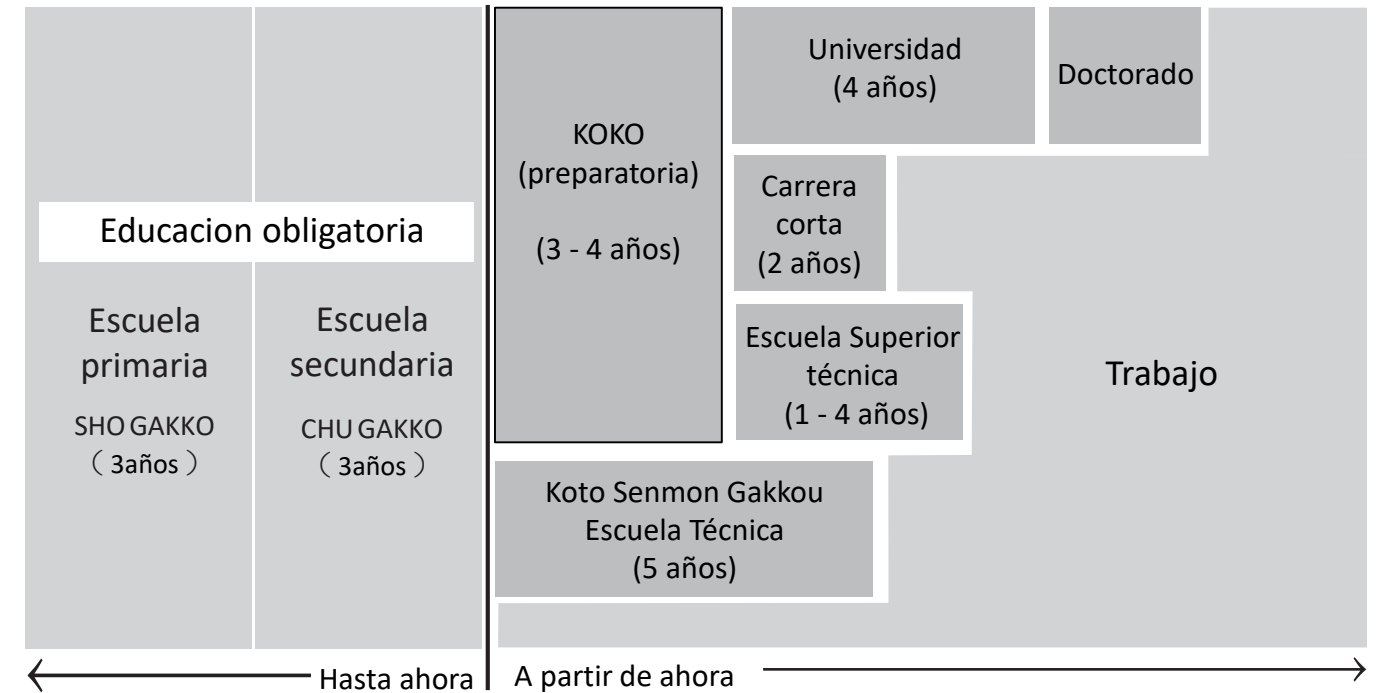 Educacion obligatoria
Escuela
primaria
SHO GAKKO
（ 3años ）
Escuela
secundaria
CHU GAKKO
（ 3años ）
KOKO
(preparatoria)
(3 - 4 años)
Universidad
(4 años)
Doctorado
Carrera
corta
(2 años)
Escuela Superior
técnica
(1 - 4 años)
Trabajo
Koto Senmon Gakkou
Escuela Técnica
(5 años)
Hasta ahora
A partir de ahora